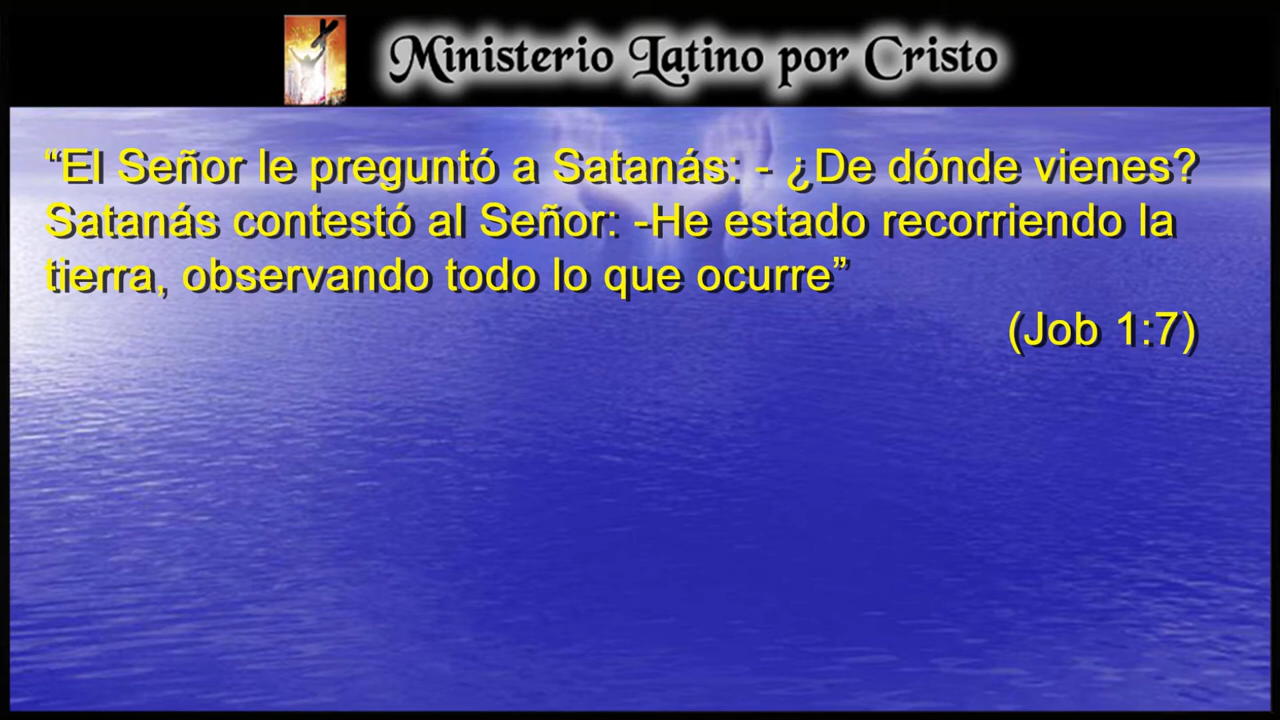 Ministerio Latino por Cristo
“El Señor le preguntó a Satanás: - ¿De dónde vienes?
Satanás contestó al Señor: -He estado recorriendo la
tierra, observando todo lo que ocurre”
(Job 1:7)